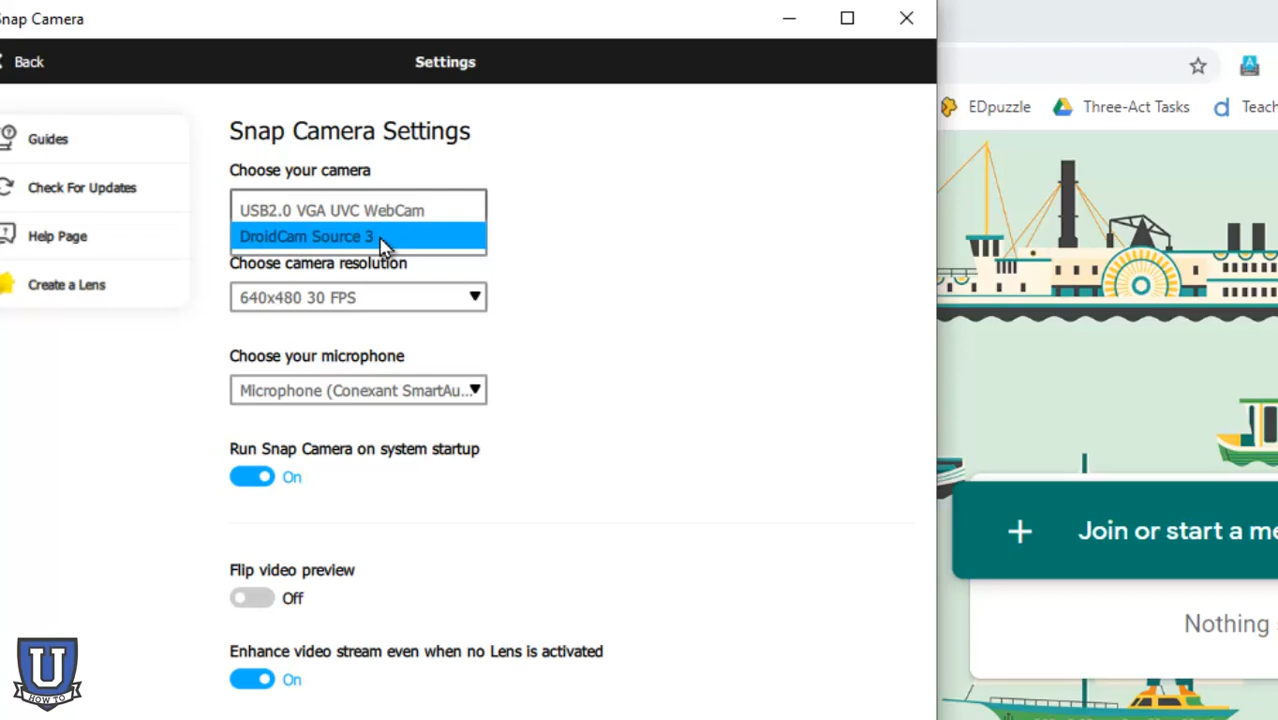 Snap Camera
Back
Settings
Guides
Check For Updates
Help Page
Create a Lens
Snap Camera Settings
Choose your camera
USB2.0 VGA UVC WebCam
DroidCam Source 3
Choose camera resolution
640x480 30 FPS
Choose your microphone
Microphone (Conexant SmartAu...
Run Snap Camera on system startup
On
Flip video preview
Off
Enhance video stream even when no Lens is activated
On
U
HOW TO
EDpuzzle
Three-Act Tasks
Teach
Join or start a me
Nothing